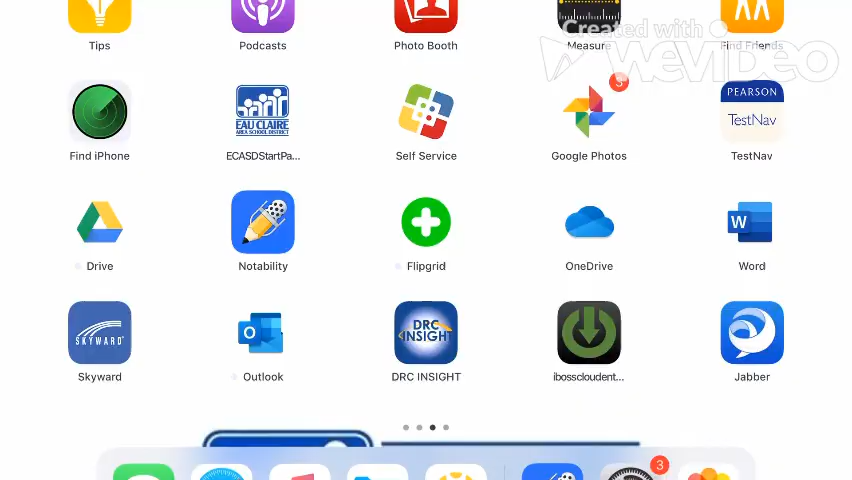 Tips
Podcasts
Photo Booth
Measure
Find Friends
Created with
WEVIDEO
3
EAU CLAIRE
AREA SCHOOL DISTRICT
PEARSON
TestNav
Find iPhone
ECASDStartPa...
Self Service
Google Photos
TestNav
W
Drive
Notability
Flipgrid
OneDrive
Word
SKYWARD
O
DRC
INSIGHT
Skyward
Outlook
DRC INSIGHT
ibosscloudent...
Jabber
3